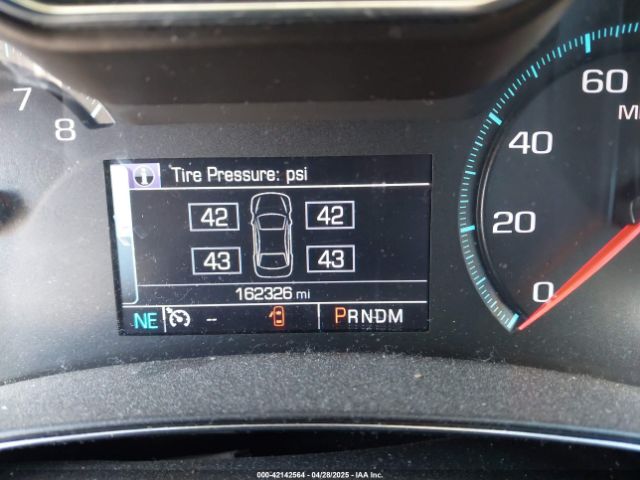 7
8
Tire Pressure: psi
42 42
43 43
162326 mi
NE -- PRNDM
60
40
20
0
000-42142564 | 04/28/2025 | IAA Inc.